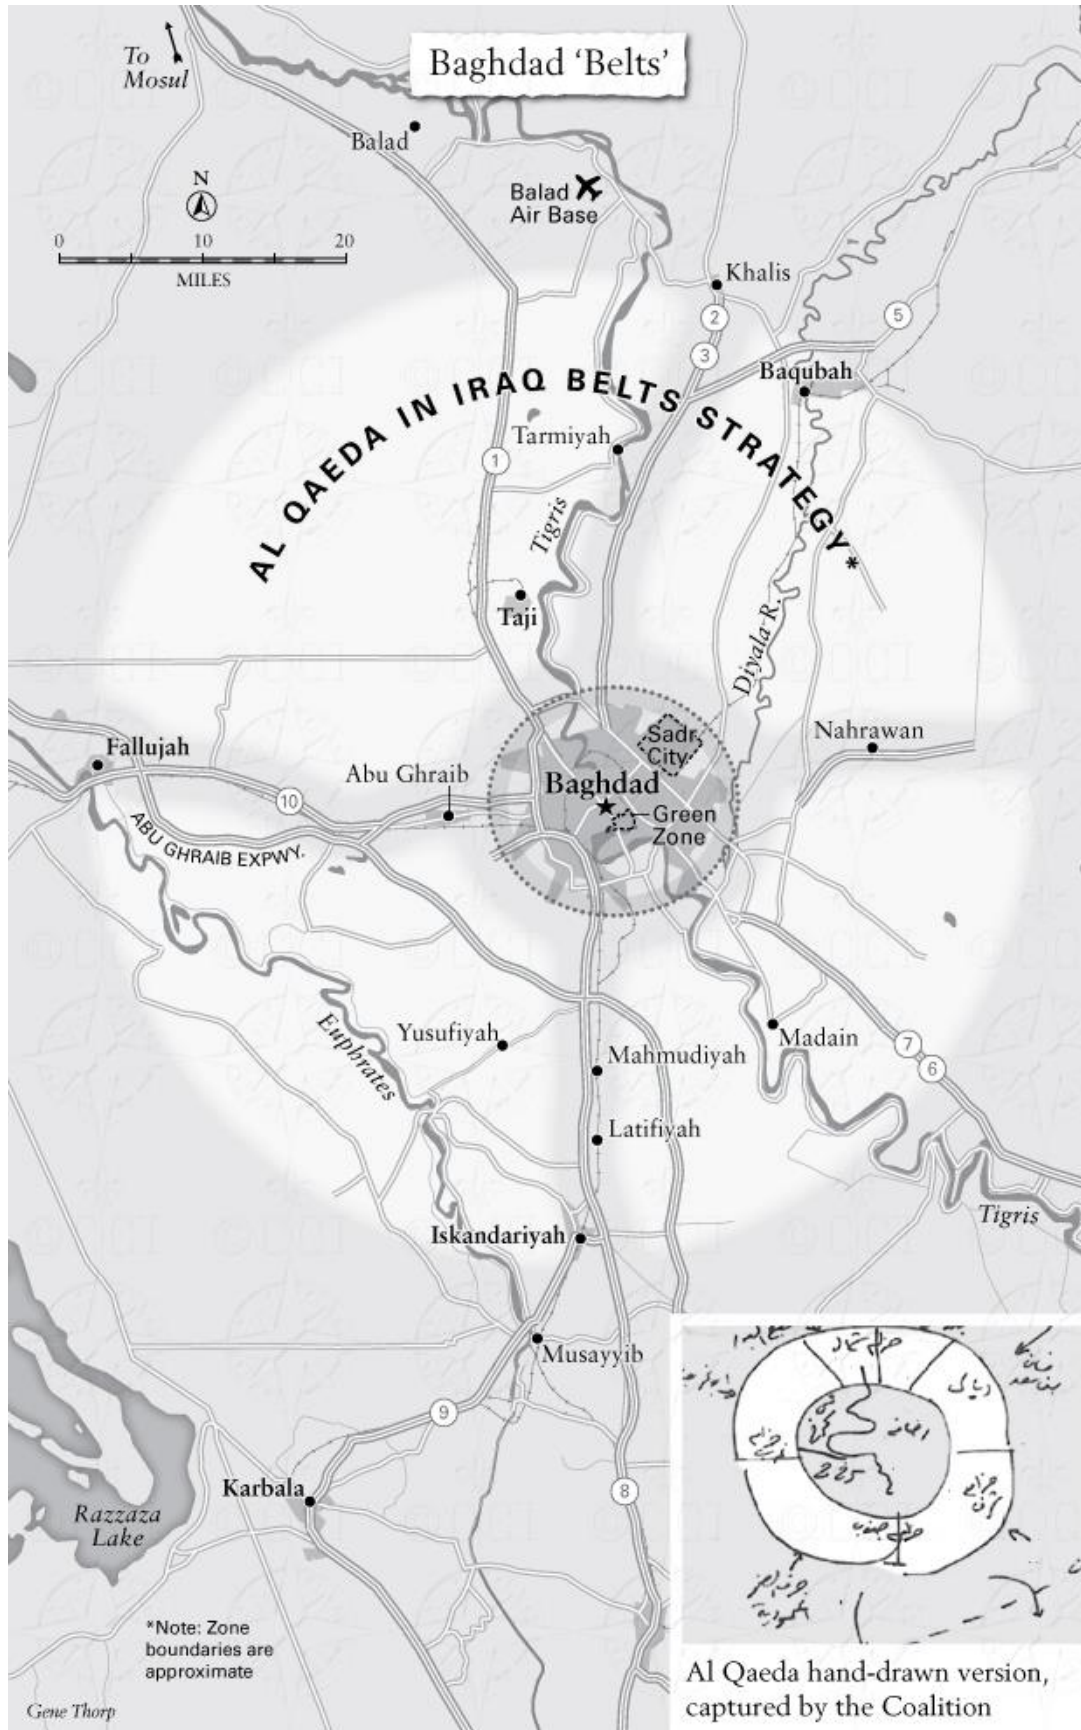 Baghdad ‘Belts’
To
Mosul
Balad
N
0 10 20
MILES
Balad
Air Base
Khalis
2
5
3
Baqubah
AL QAEDA IN IRAQ BELTS STRATEGY*
Tarmiyah
1
Tigris
Taji
Diyala R.
Sadr
City
Nahrawan
Fallujah
Abu Ghraib
Baghdad
10
Green
Zone
ABU GHRAIB EXPWY.
Euphrates
Yusufiyah
Madain
7
6
Mahmudiyah
Latifiyah
Tigris
Iskandariyah
Musayyib
9
Karbala
8
Razzaza
Lake
*Note: Zone
boundaries are
approximate
Gene Thorp
ديالى
حزام جنوب
Al Qaeda hand-drawn version,
captured by the Coalition